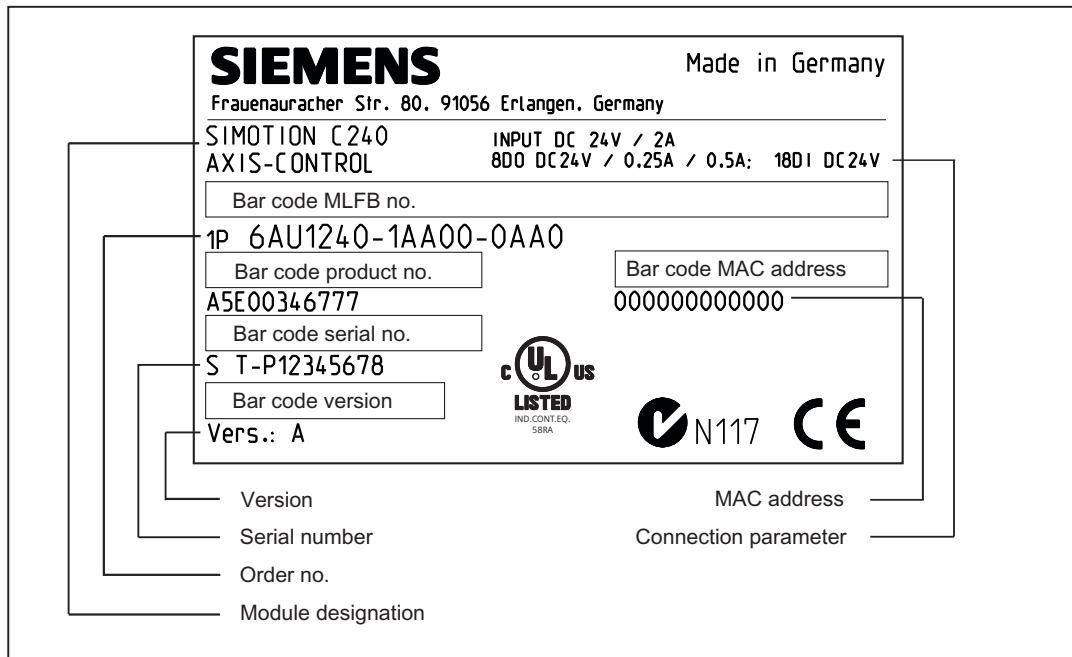 SIEMENS
Made in Germany
Frauenauracher Str. 80. 91056 Erlangen. Germany
SIMOTION C240
INPUT DC 24V / 2A
AXIS-CONTROL
8DO DC24V / 0.25A / 0.5A; 18DI DC24V
Bar code MLFB no.
1P 6AU1240-1AA00-0AA0
Bar code product no.
Bar code MAC address
A5E00346777
000000000000
Bar code serial no.
S T-P12345678
C UL US
LISTED
IND.CONT.EQ.
58RA
Bar code version
Vers.: A
N117 CE
Version
MAC address
Serial number
Connection parameter
Order no.
Module designation